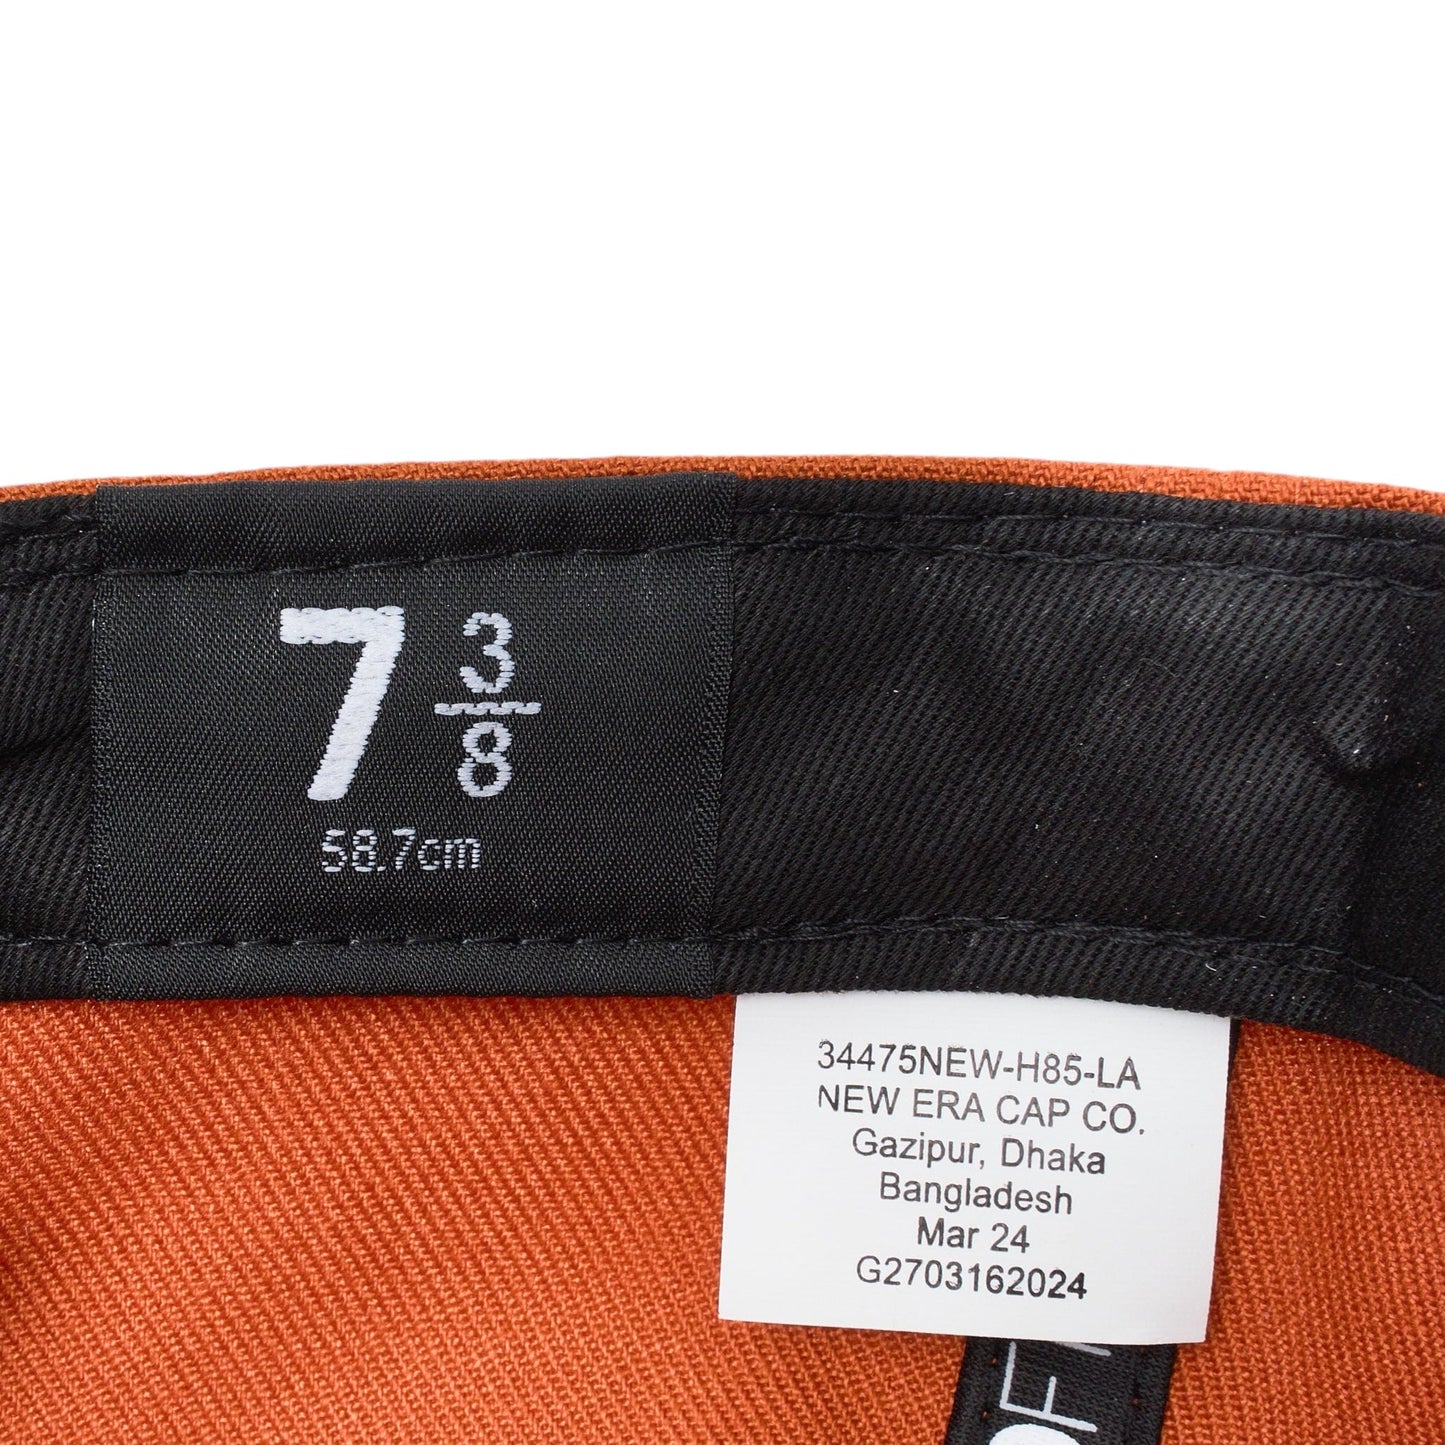 7 3/8
58.7cm
34475NEW-H85-LA
NEW ERA CAP CO.
Gazipur, Dhaka
Bangladesh
Mar 24
G2703162024